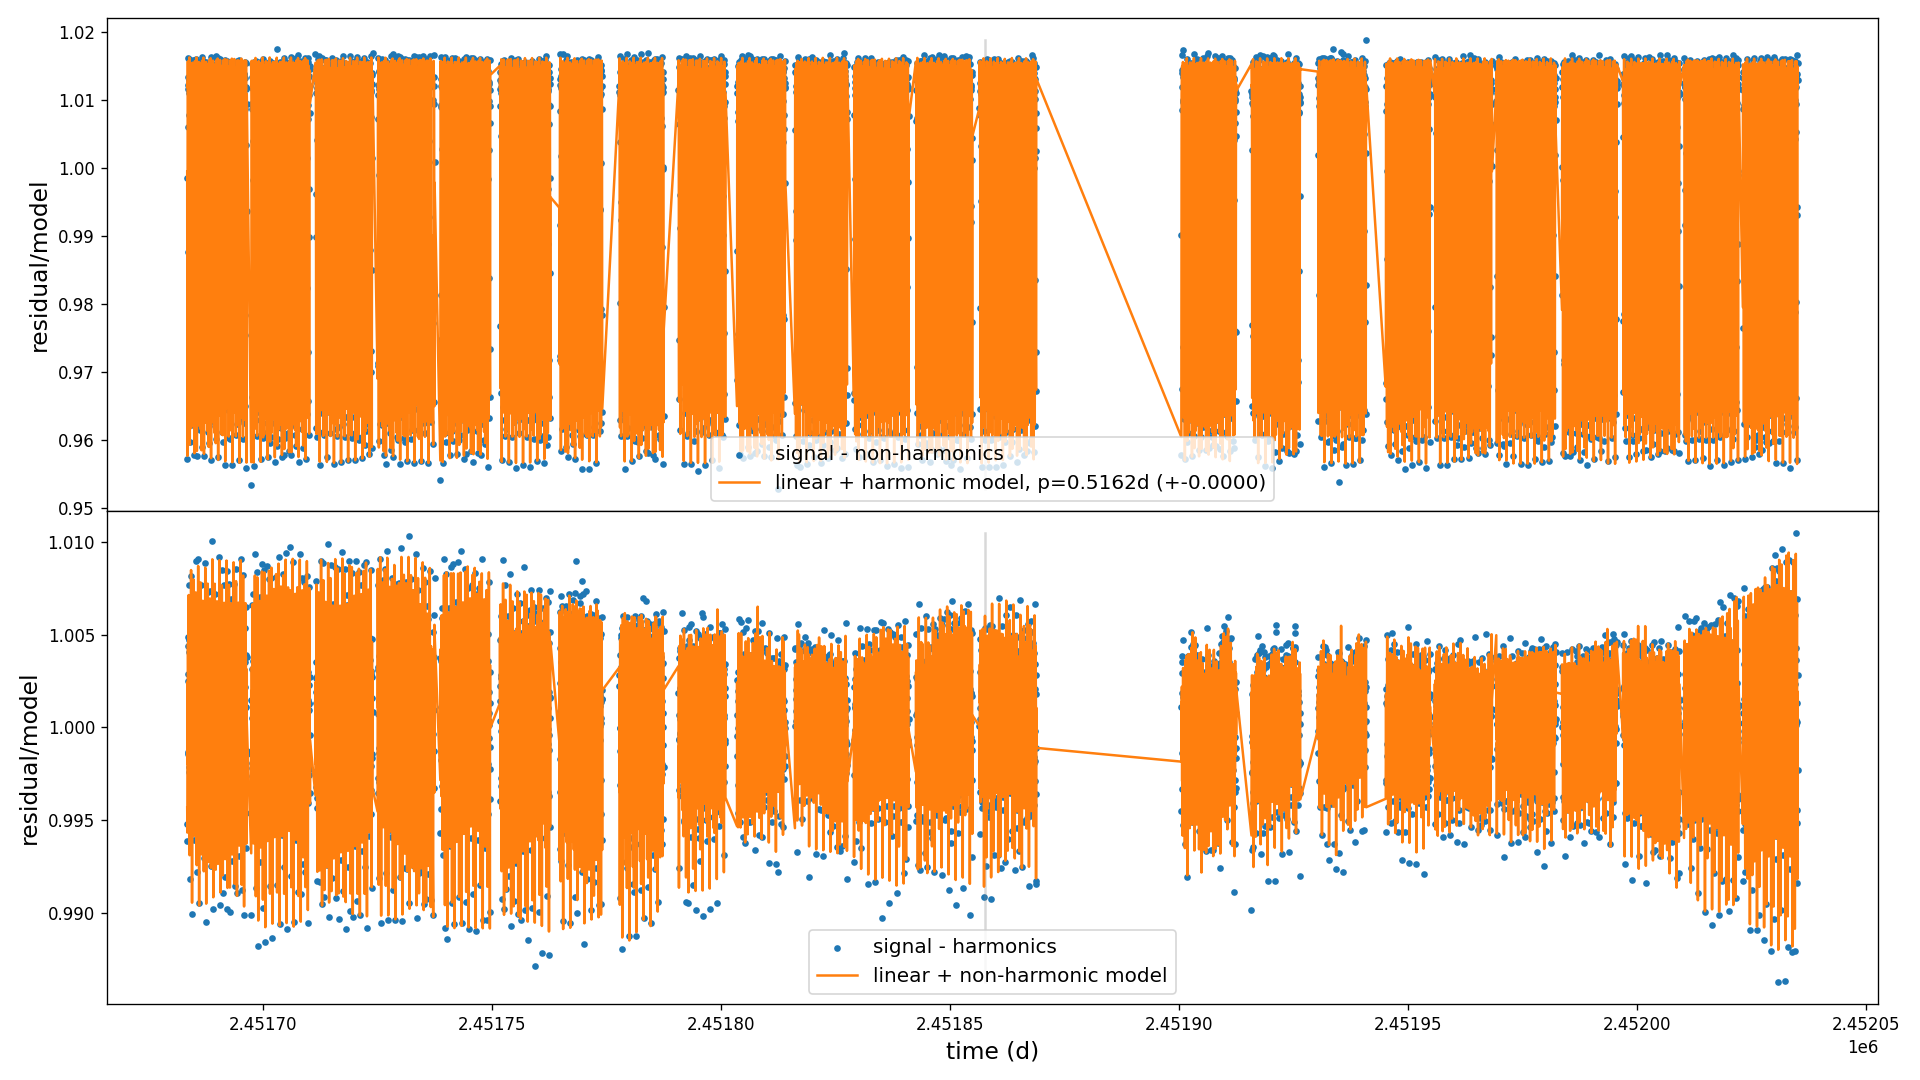 1.02
1.01
1.00
0.99
0.98
0.97
0.96
0.95
residual/model
signal - non-harmonics
linear + harmonic model, p=0.5162d (+-0.0000)
1.010
1.005
1.000
0.995
0.990
residual/model
signal - harmonics
linear + non-harmonic model
2.45170 2.45175 2.45180 2.45185 2.45190 2.45195 2.45200 2.45205
1e6
time (d)